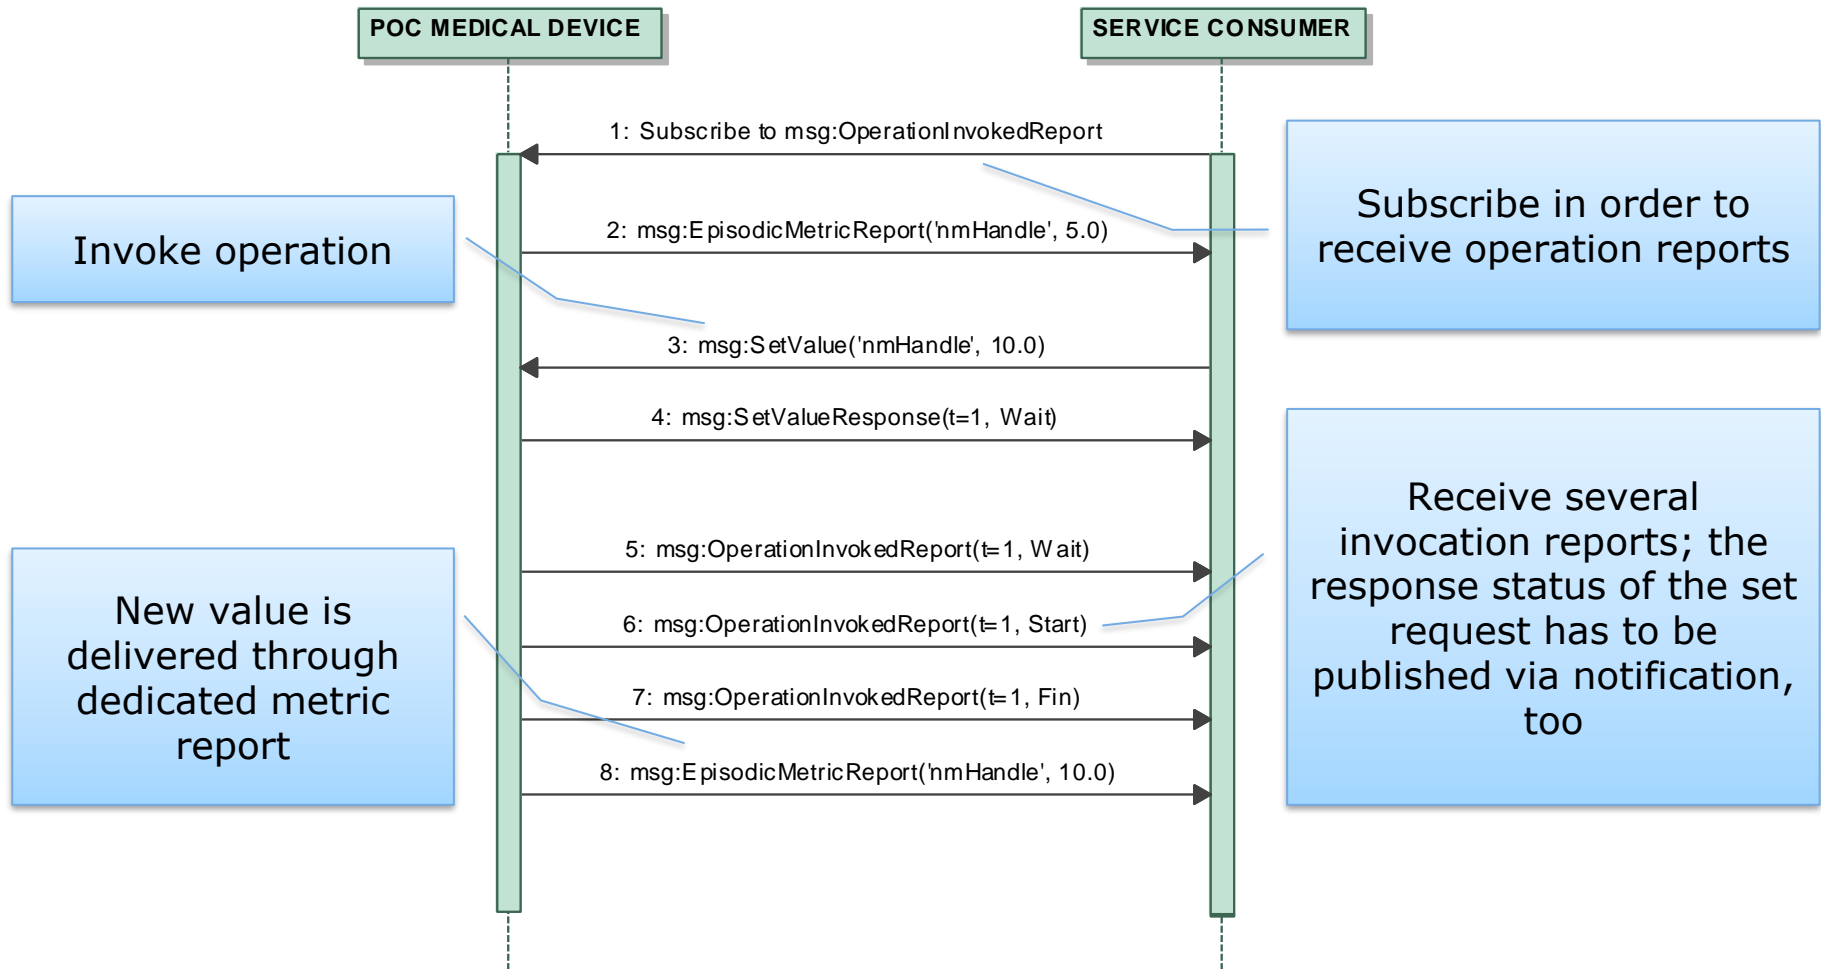 POC MEDICAL DEVICE
SERVICE CONSUMER
1: Subscribe to msg:OperationInvokedReport
Subscribe in order to
receive operation reports
2: msg:EpisodicMetricReport('nmHandle', 5.0)
Invoke operation
3: msg:SetValue('nmHandle', 10.0)
4: msg:SetValueResponse(t=1, Wait)
Receive several
invocation reports; the
response status of the set
request has to be
published via notification,
too
5: msg:OperationInvokedReport(t=1, Wait)
6: msg:OperationInvokedReport(t=1, Start)
New value is
delivered through
dedicated metric
report
7: msg:OperationInvokedReport(t=1, Fin)
8: msg:EpisodicMetricReport('nmHandle', 10.0)